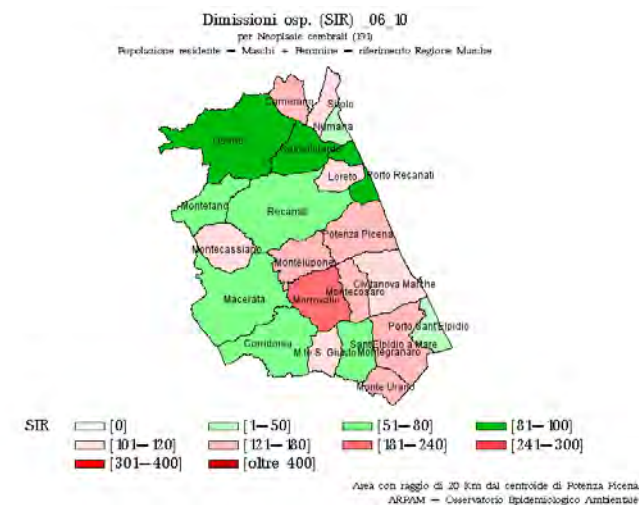 Dimissioni osp. (SIR) 06_10
per Neoplasie cerebrali (191)
Popolazione residente - Maschi + Femmine - riferimento Regione Marche
Camerano
Sirolo
Numana
Osimo
Castelfidardo
Loreto
Porto Recanati
Montefano
Recanati
Potenza Picena
Montecassiano
Montelupone
Civitanova Marche
Montecosaro
Macerata
Morrovalle
Porto Sant'Elpidio
Corridonia
M.te S. Giusto
Sant'Elpidio a Mare
Montegranaro
Monte Urano
SIR
[0] [1-50] [51-80] [81-100]
[101-120] [121-180] [181-240] [241-300]
[301-400] [oltre 400]
Area con raggio di 20 Km dal centroide di Potenza Picena
ARPAM - Osservatorio Epidemiologico Ambientale